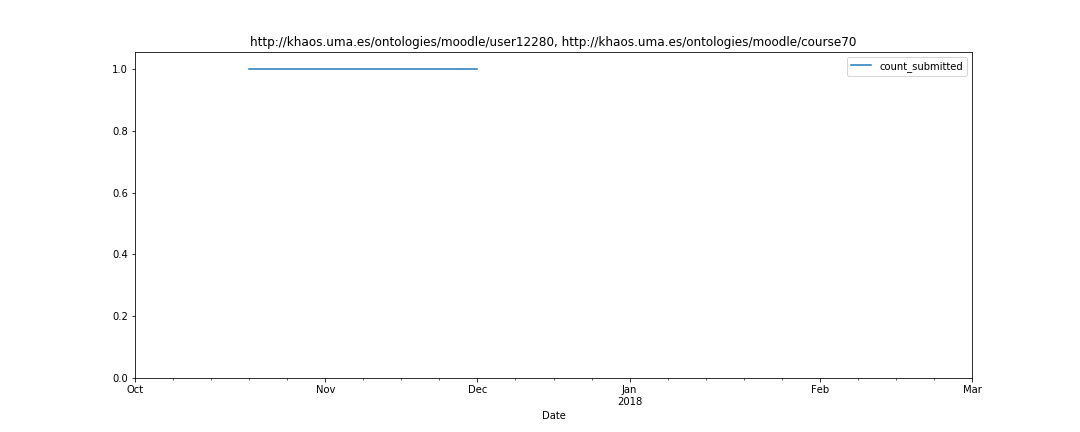 http://khaos.uma.es/ontologies/moodle/user12280, http://khaos.uma.es/ontologies/moodle/course70
count_submitted
1.0
0.8
0.6
0.4
0.2
0.0
Oct Nov Dec Jan Feb Mar
2018
Date